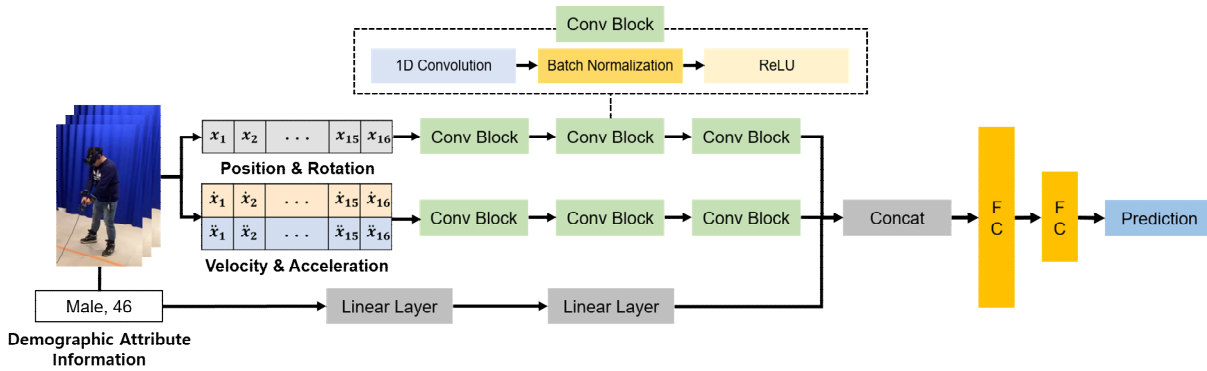 Conv Block
1D Convolution Batch Normalization ReLU
x₁ x₂ . . . x₁₅ x₁₆ Conv Block Conv Block Conv Block
Position & Rotation
ẋ₁ ẋ₂ . . . ẋ₁₅ ẋ₁₆
ẍ₁ ẍ₂ . . . ẍ₁₅ ẍ₁₆
Conv Block Conv Block Conv Block Concat FC FC Prediction
Velocity & Acceleration
Male, 46 Linear Layer Linear Layer
Demographic Attribute
Information